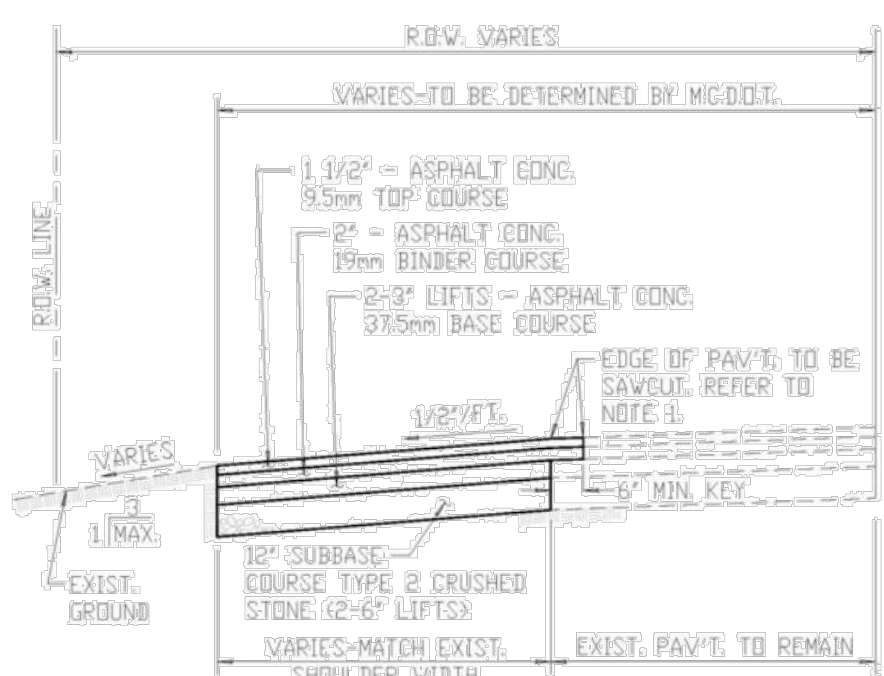 R.O.W. VARIES
VARIES-TO BE DETERMINED BY M.C.D.O.T.
1 1/2" - ASPHALT CONC.
9.5mm TOP COURSE
2" - ASPHALT CONC.
19mm BINDER COURSE
R.O.W. LINE
2-3" LIFTS - ASPHALT CONC.
37.5mm BASE COURSE
EDGE OF PAV'T. TO BE
SAWCUT. REFER TO
NOTE 1.
1/2"/FT.
VARIES
6" MIN. KEY
3
1 MAX.
12" SUBBASE
COURSE TYPE 2 CRUSHED
STONE (2-6" LIFTS)
EXIST.
GROUND
VARIES-MATCH EXIST.
SHOULDER WIDTH
EXIST. PAV'T. TO REMAIN